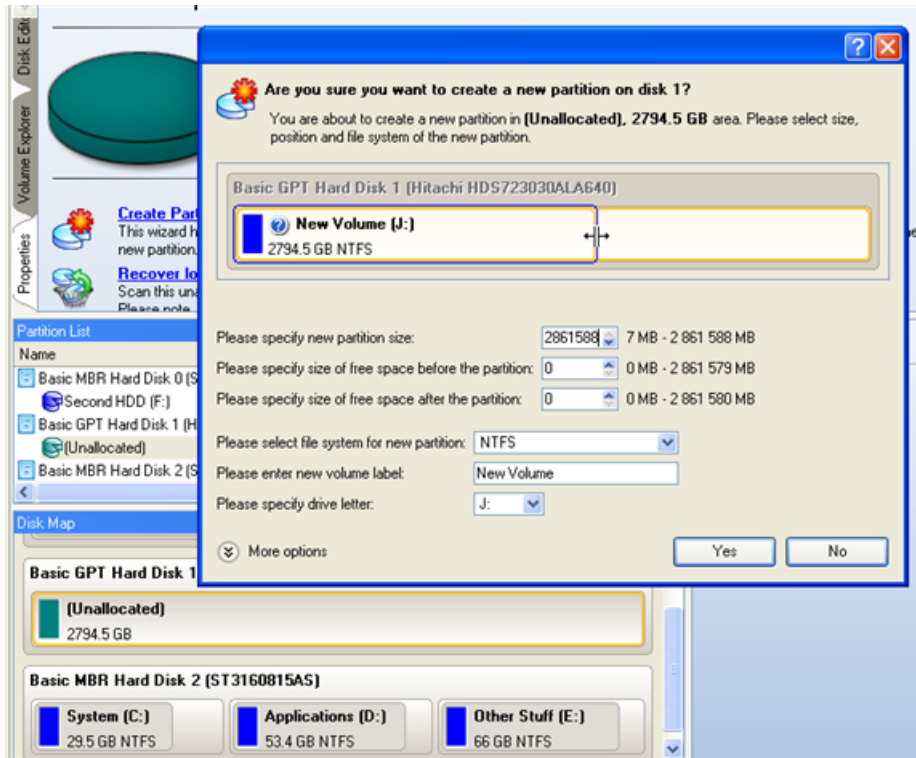 Disk Edit
Volume Explorer
Properties
Create Part
This wizard h
new partition.
Recover lo
Scan this una
Please note
Are you sure you want to create a new partition on disk 1?
You are about to create a new partition in (Unallocated), 2794.5 GB area. Please select size,
position and file system of the new partition.
Basic GPT Hard Disk 1 (Hitachi HDS723030ALA640)
New Volume (J:)
2794.5 GB NTFS
Please specify new partition size: 2861588 7 MB - 2 861 588 MB
Please specify size of free space before the partition: 0 0 MB - 2 861 579 MB
Please specify size of free space after the partition: 0 0 MB - 2 861 580 MB
Please select file system for new partition: NTFS
Please enter new volume label: New Volume
Please specify drive letter: J:
More options
Yes No
Partition List
Name
Basic MBR Hard Disk 0 (S
Second HDD (F:)
Basic GPT Hard Disk 1 (H
(Unallocated)
Basic MBR Hard Disk 2 (S
Disk Map
Basic GPT Hard Disk 1
(Unallocated)
2794.5 GB
Basic MBR Hard Disk 2 (ST3160815AS)
System (C:) Applications (D:) Other Stuff (E:)
29.5 GB NTFS 53.4 GB NTFS 66 GB NTFS